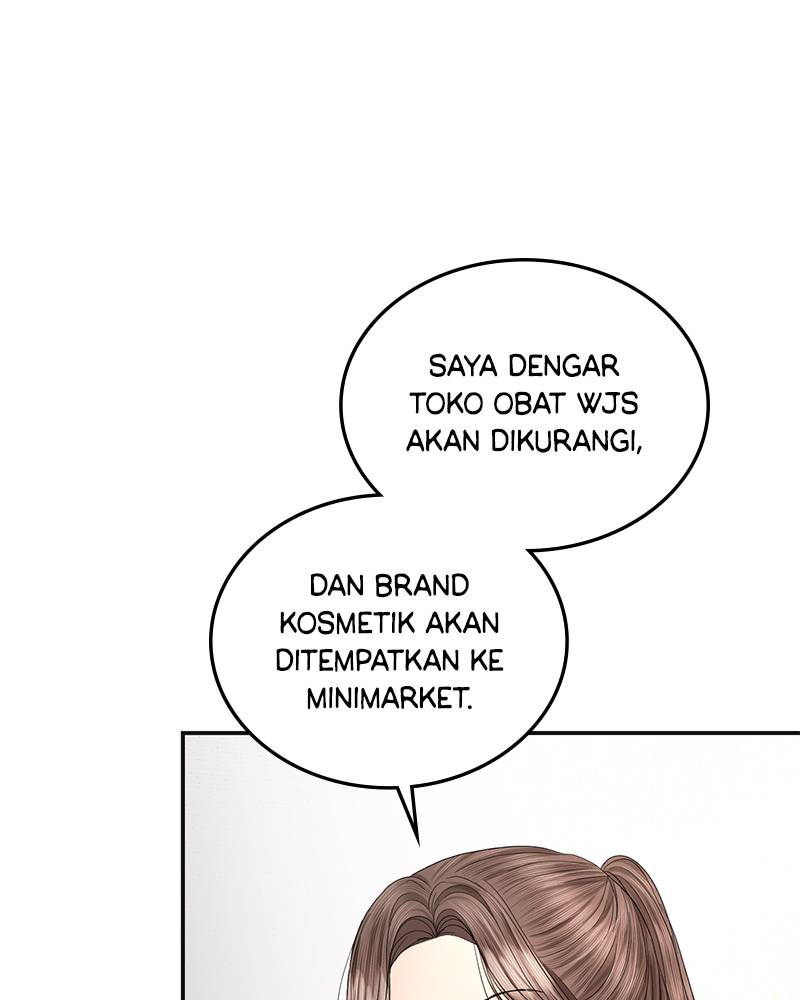 SAYA DENGAR
TOKO OBAT WJS
AKAN DIKURANGI,
DAN BRAND
KOSMETIK AKAN
DITEMPATKAN KE
MINIMARKET.